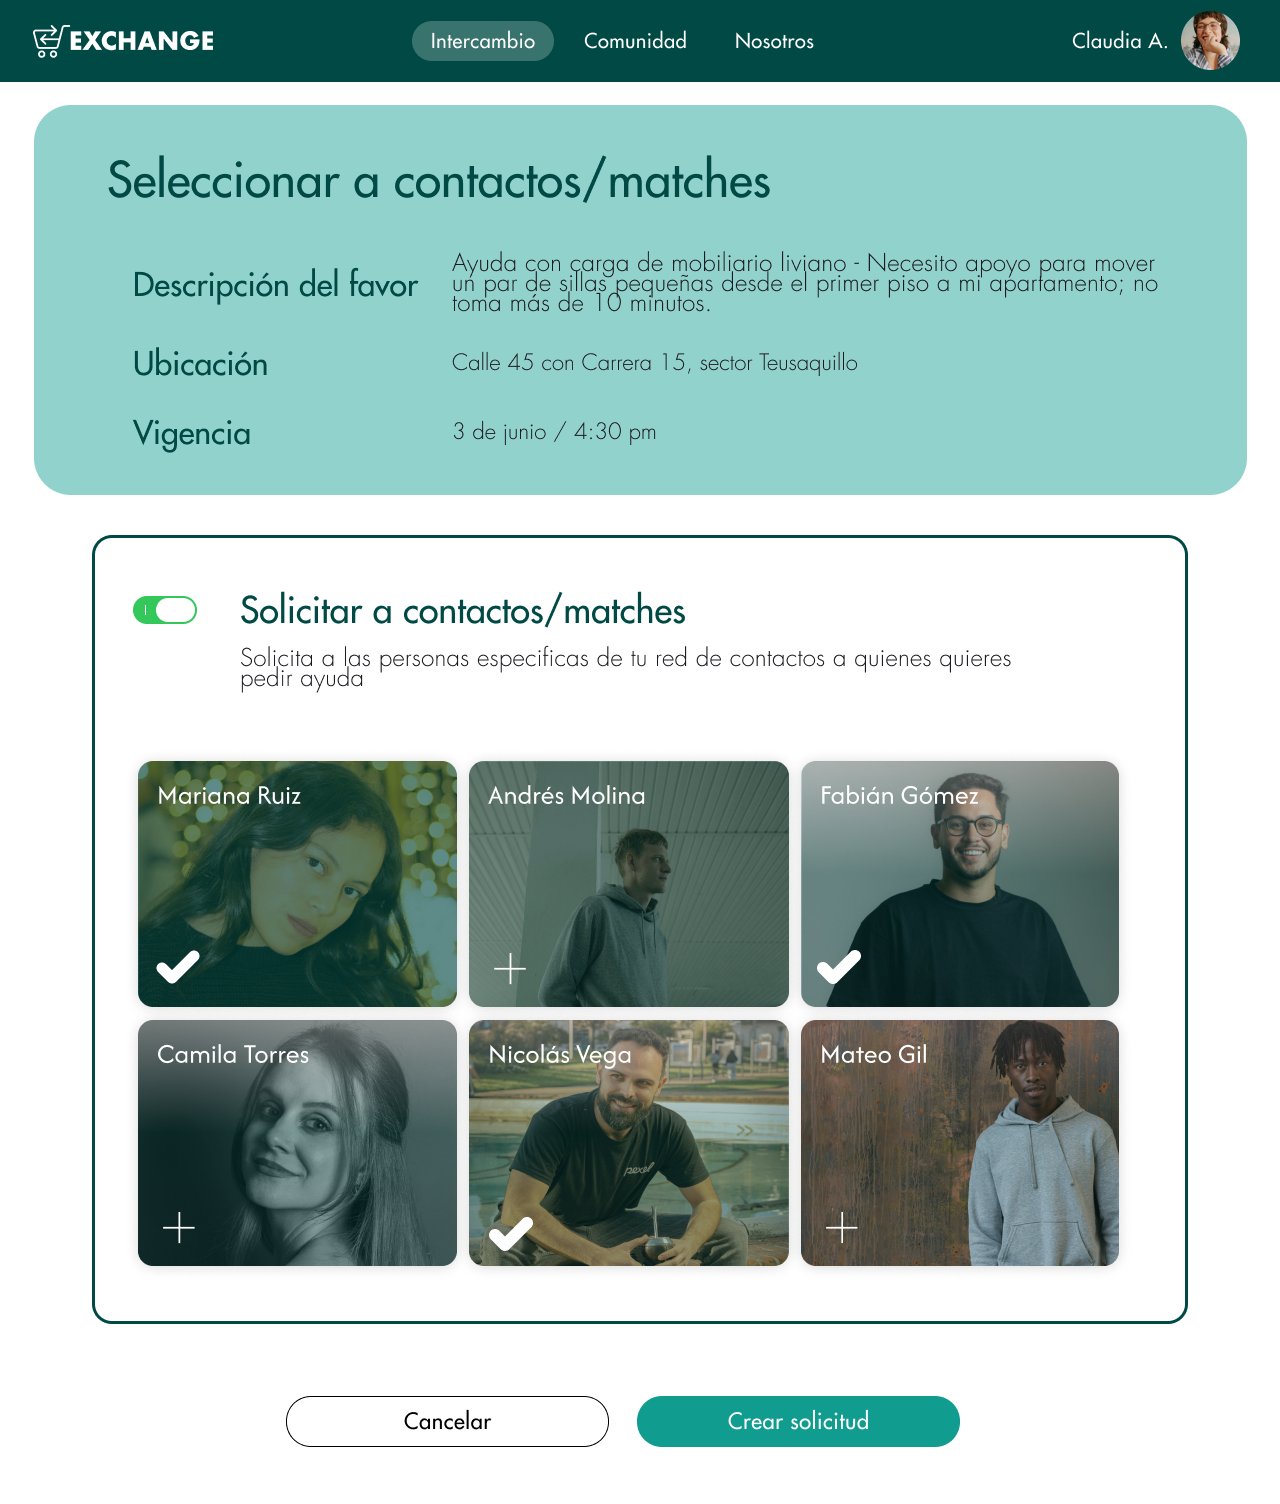 EXCHANGE
Intercambio
Comunidad
Nosotros
Claudia A.
Seleccionar a contactos/matches
Descripción del favor
Ayuda con carga de mobiliario liviano - Necesito apoyo para mover
un par de sillas pequeñas desde el primer piso a mi apartamento; no
toma más de 10 minutos.
Ubicación
Calle 45 con Carrera 15, sector Teusaquillo
Vigencia
3 de junio / 4:30 pm
Solicitar a contactos/matches
Solicita a las personas especificas de tu red de contactos a quienes quieres
pedir ayuda
Mariana Ruiz
Andrés Molina
Fabián Gómez
Camila Torres
Nicolás Vega
pexel
Mateo Gil
Cancelar
Crear solicitud